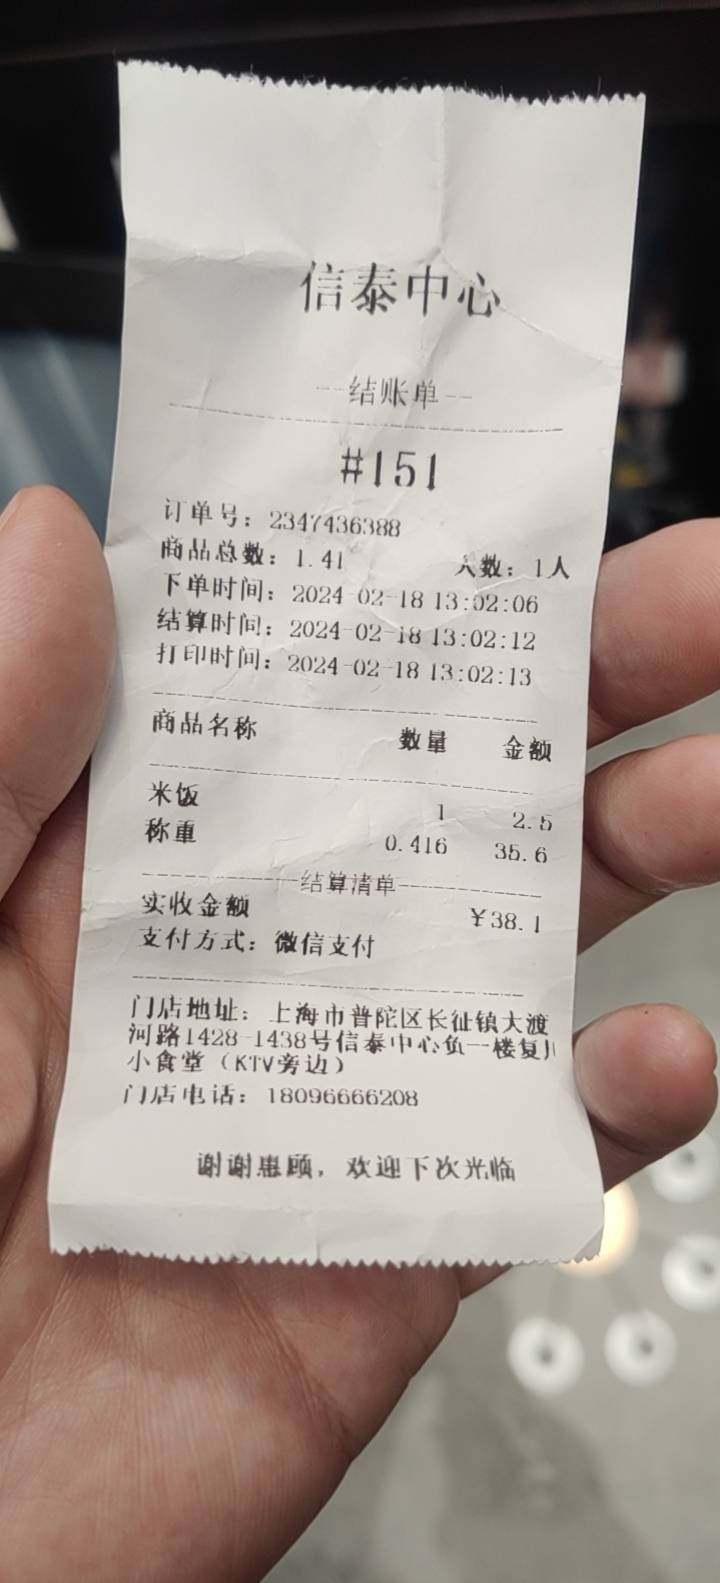 信泰中心
--结账单--
#151
订单号：2347436388
商品总数：1.41 人数：1人
下单时间：2024-02-18 13:02:06
结算时间：2024-02-18 13:02:12
打印时间：2024-02-18 13:02:13
商品名称 数量 金额
米饭 1 2.5
称重 0.416 35.6
结算清单
实收金额 ￥38.1
支付方式：微信支付
门店地址：上海市普陀区长征镇大渡
河路1428-1438号信泰中心负一楼复川
小食堂（KTV旁边）
门店电话：18096666208
谢谢惠顾，欢迎下次光临